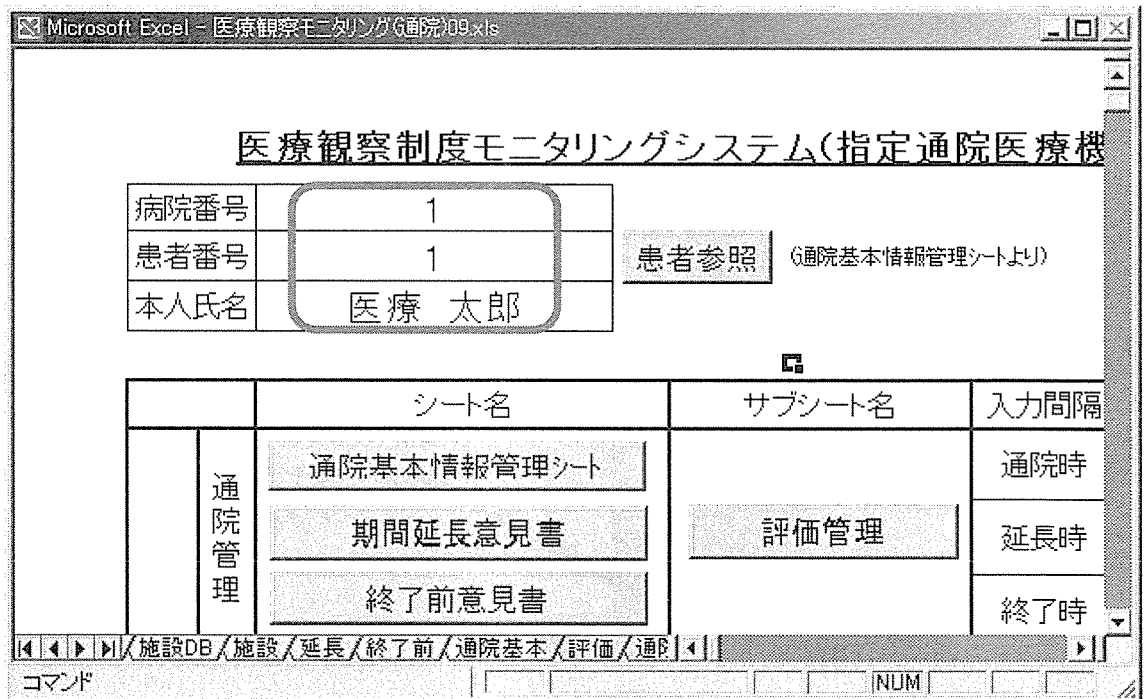 Microsoft Excel - 医療観察モニタリング(通院)09.xls
医療観察制度モニタリングシステム(指定通院医療機
病院番号 1
患者番号 1
患者参照 (通院基本情報管理シートより)
本人氏名 医療 太郎
シート名 サブシート名 入力間隔
通院管理
通院基本情報管理シート 通院時
期間延長意見書 評価管理 延長時
終了前意見書 終了時
施設DB 施設 延長 終了前 通院基本 評価 通院
コマンド NUM